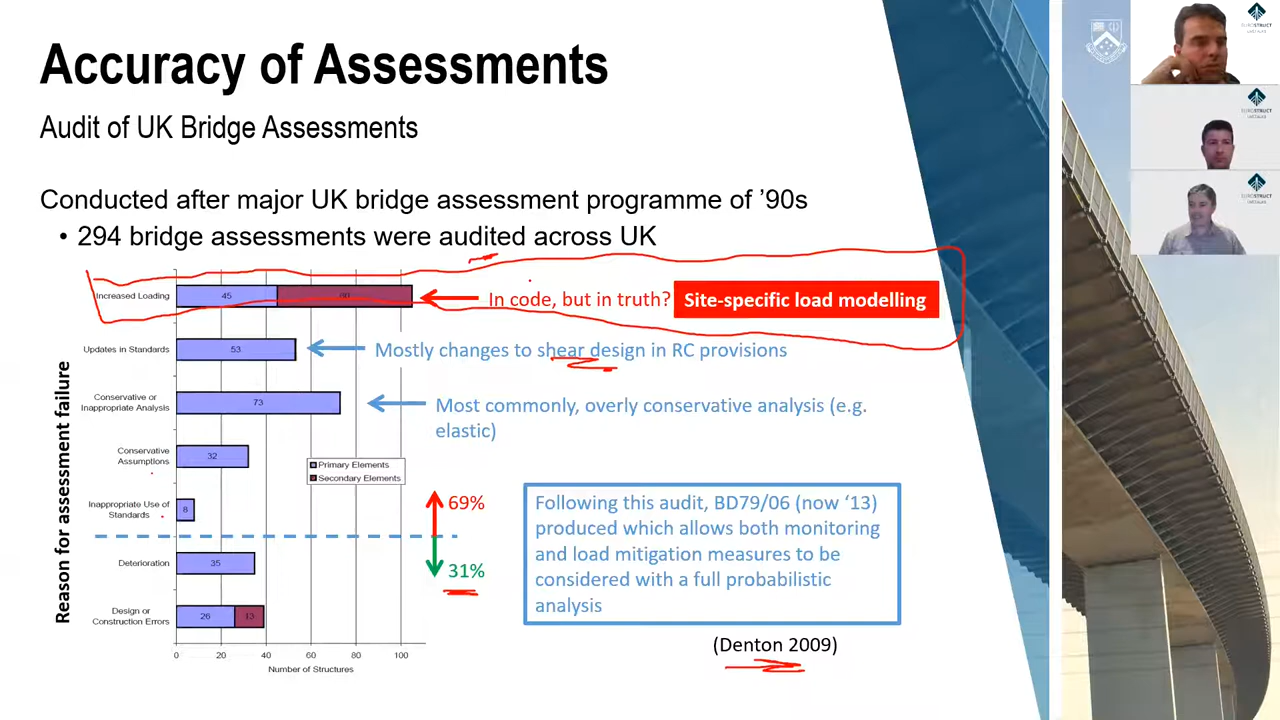 Accuracy of Assessments
Audit of UK Bridge Assessments
Conducted after major UK bridge assessment programme of ’90s
• 294 bridge assessments were audited across UK
Reason for assessment failure
Increased Loading
45
60
In code, but in truth?
Site-specific load modelling
Updates in Standards
53
Mostly changes to shear design in RC provisions
Conservative or
Inappropriate Analysis
73
Most commonly, overly conservative analysis (e.g.
elastic)
Conservative
Assumptions
32
Primary Elements
Secondary Elements
Inappropriate Use of
Standards
8
69%
31%
Deterioration
35
Design or
Construction Errors
26
13
0 20 40 60 80 100
Number of Structures
Following this audit, BD79/06 (now ‘13)
produced which allows both monitoring
and load mitigation measures to be
considered with a full probabilistic
analysis
(Denton 2009)
EUROSTRUCT
EUROSTRUCT
EUROSTRUCT